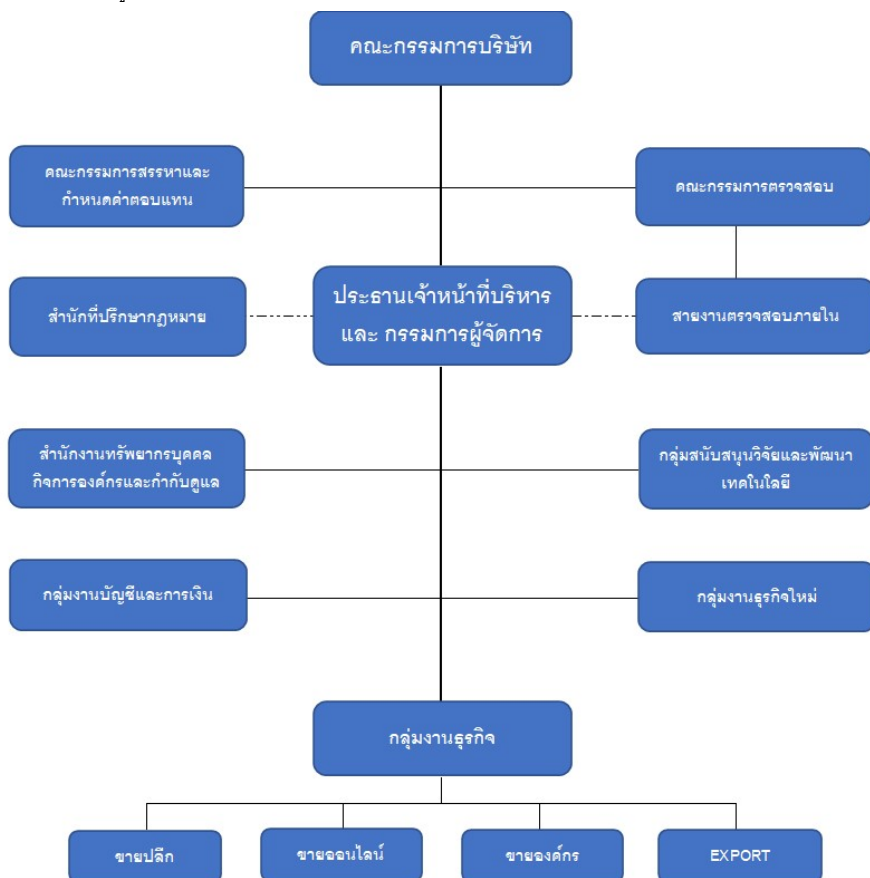 คณะกรรมการบริษัท
คณะกรรมการสรรหาและ
กำหนดค่าตอบแทน
คณะกรรมการตรวจสอบ
สำนักที่ปรึกษากฎหมาย
ประธานเจ้าหน้าที่บริหาร
และ กรรมการผู้จัดการ
สายงานตรวจสอบภายใน
สำนักงานทรัพยากรบุคคล
กิจการองค์กรและกำกับดูแล
กลุ่มสนับสนุนวิจัยและพัฒนา
เทคโนโลยี
กลุ่มงานบัญชีและการเงิน
กลุ่มงานธุรกิจใหม่
กลุ่มงานธุรกิจ
ขายปลีก
ขายออนไลน์
ขายองค์กร
EXPORT